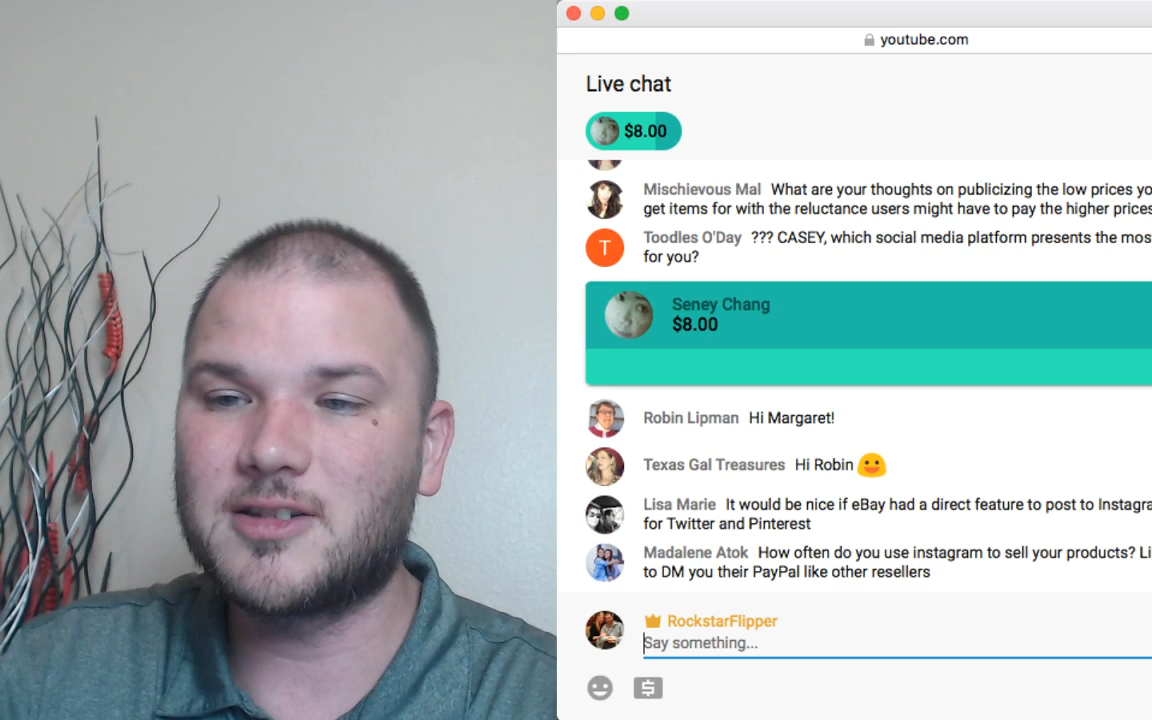 youtube.com
Live chat
$8.00
Mischievous Mal What are your thoughts on publicizing the low prices
get items for with the reluctance users might have to pay the higher prices
T Toodles O'Day ??? CASEY, which social media platform presents the
for you?
Seney Chang
$8.00
Robin Lipman Hi Margaret!
Texas Gal Treasures Hi Robin
Lisa Marie It would be nice if eBay had a direct feature to post to
for Twitter and Pinterest
Madalene Atok How often do you use instagram to sell your products?
to DM you their PayPal like other resellers
RockstarFlipper
Say something...